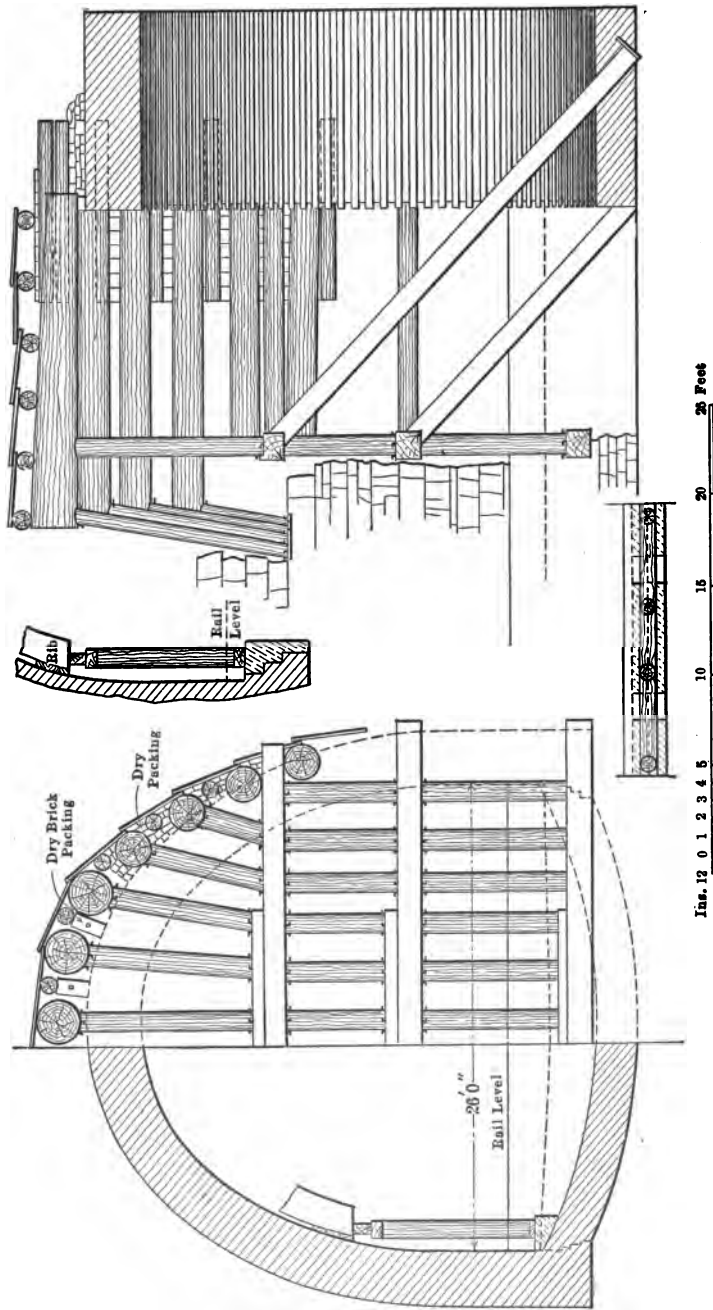 Dry Brick
Packing
Dry
Packing
26'0"
Rail Level
Rib
Rail
Level
Ins. 12 0 1 2 3 4 5 10 15 20 25 Feet